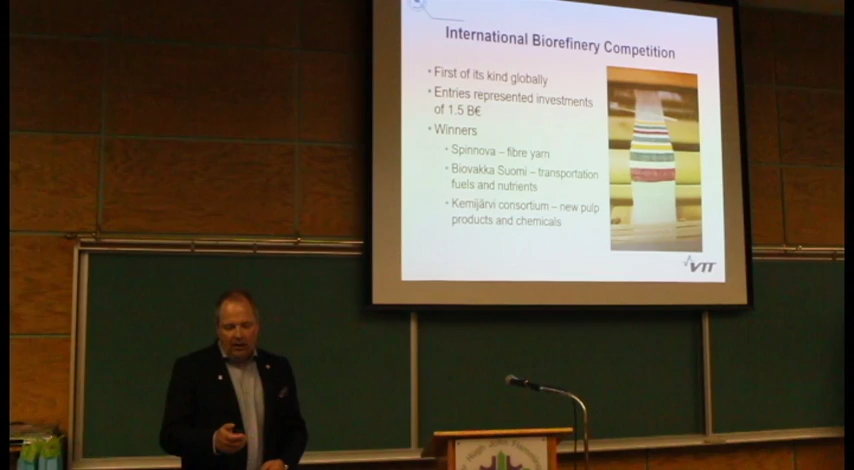 International Biorefinery Competition
• First of its kind globally
• Entries represented investments
of 1.5 B€
• Winners
• Spinnova – fibre yarn
• Biovakka Suomi – transportation
fuels and nutrients
• Kemijärvi consortium – new pulp
products and chemicals
VTT